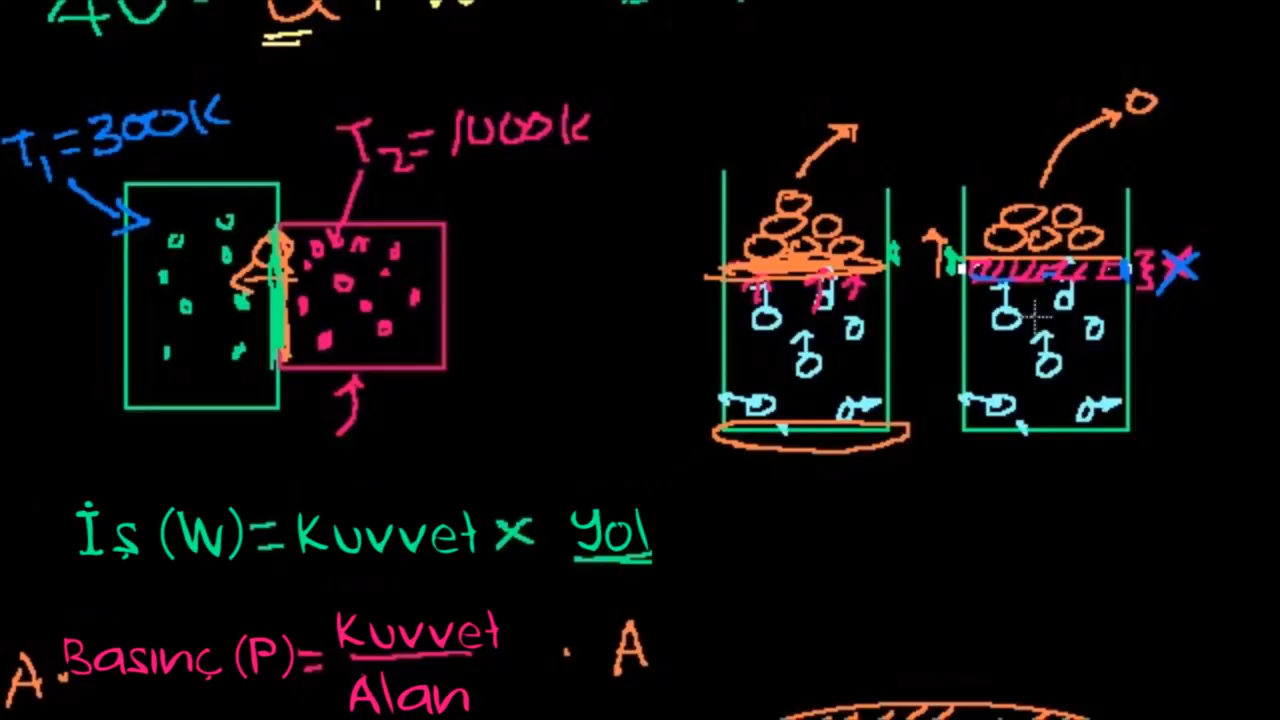 T₁=300K
T₂=1000K
x
İş (W)=Kuvvet x Yol
A · Basınç (P)= Kuvvet · A
Alan